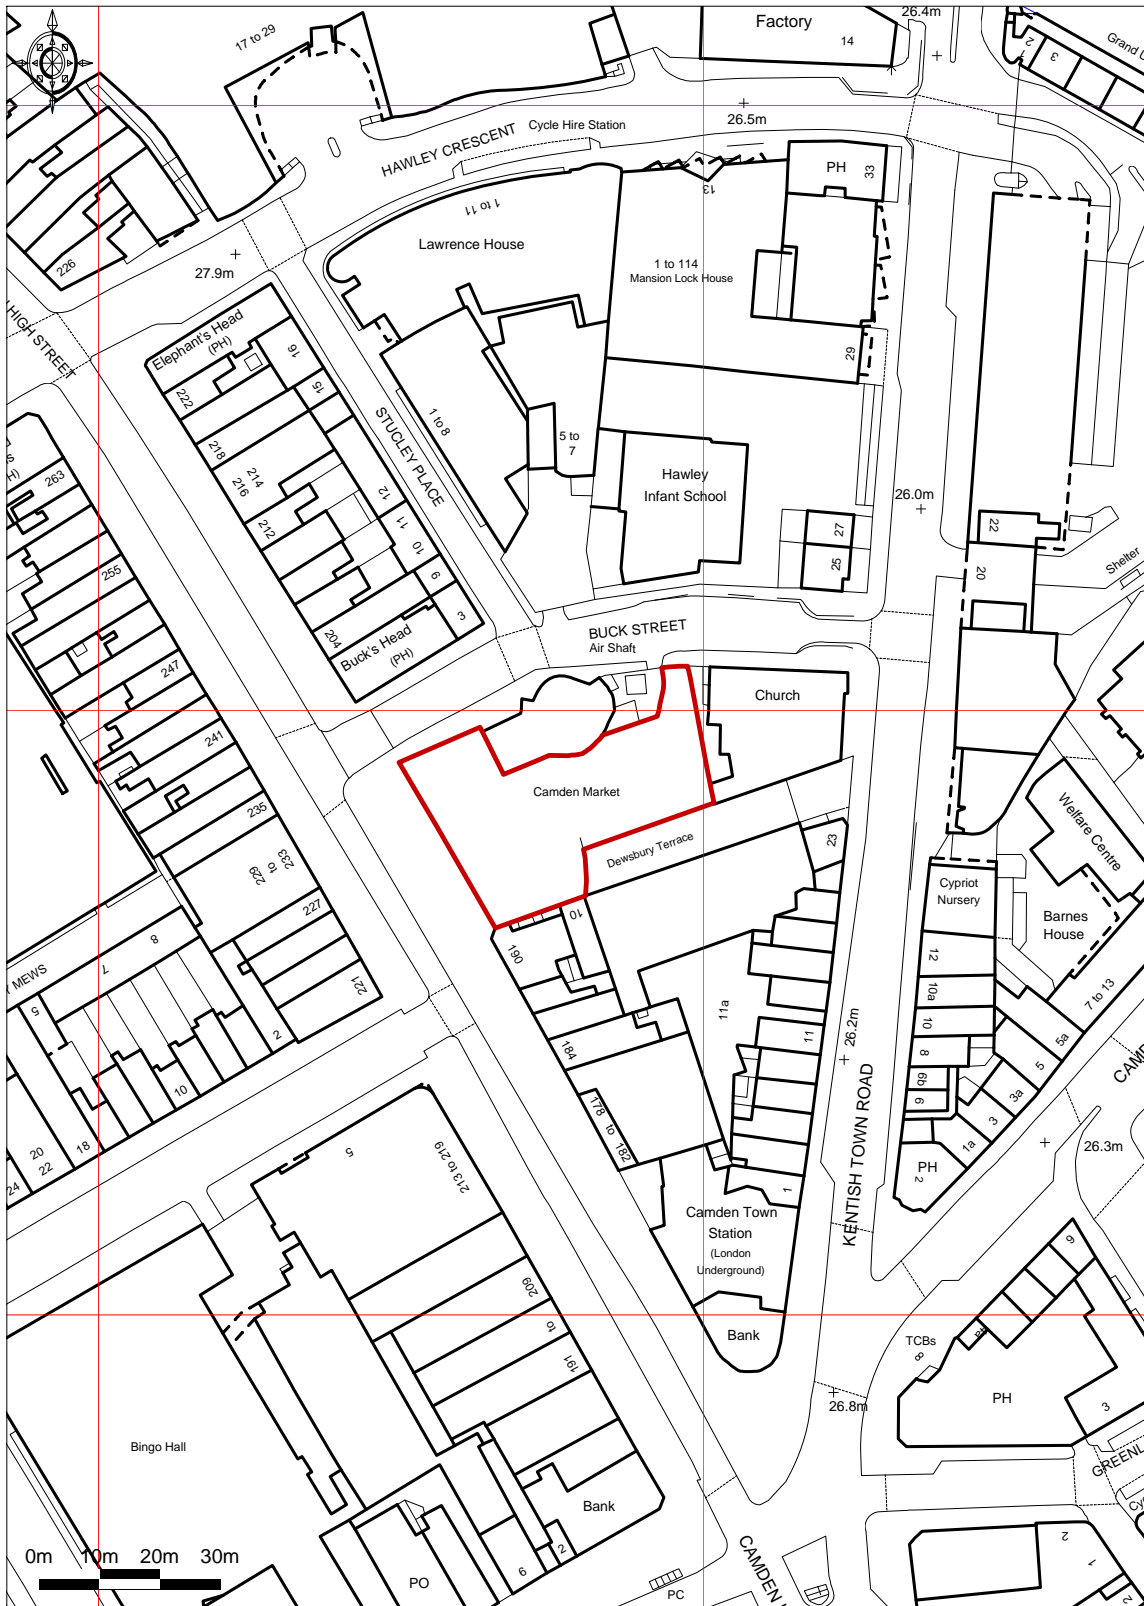 17 to 29
Factory
14
26.4m
2
3
Grand U
26.5m
Cycle Hire Station
HAWLEY CRESCENT
13
PH
33
1 to 11
Lawrence House
1 to 114
Mansion Lock House
226
27.9m
HIGH STREET
Elephant's Head
(PH)
222
16
15
29
218
214
216
212
1 to 8
STUCLEY PLACE
5 to
7
263
12
11
10
9
3
Hawley
Infant School
26.0m
27
25
22
20
Shelter
255
204
Buck's Head
(PH)
BUCK STREET
Air Shaft
247
241
235
Church
Camden Market
Dewsbury Terrace
23
Welfare Centre
229
to
233
227
221
Cypriot
Nursery
Barnes
House
190
10
8
7
Y MEWS
5
2
10
18
20
22
24
12
10a
10
8
6b
6
7 to 13
5a
5
3a
3
1a
11a
11
26.2m
184
178 to 182
KENTISH TOWN ROAD
CAMD
26.3m
PH
2
1
Camden Town
Station
(London
Underground)
5
213 to 219
209
to
191
Bank
TCBs
8
4a
9
PH
3
26.8m
GREENL
Bingo Hall
Bank
2
6
PO
0m
10m
20m
30m
PC
CAMDEN
2
1
2